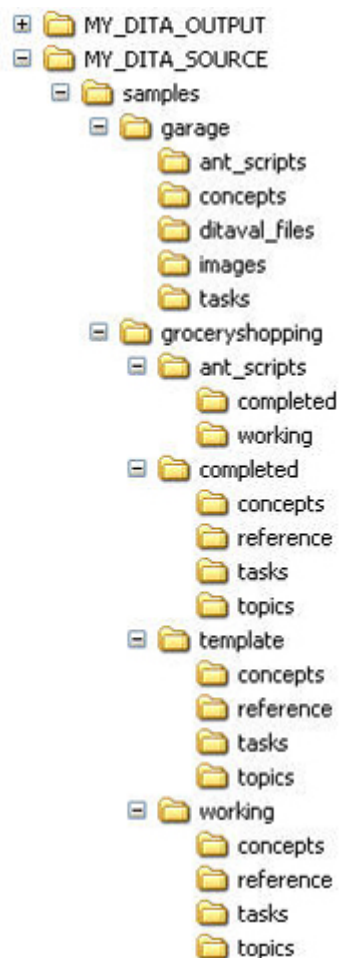 MY_DITA_OUTPUT
MY_DITA_SOURCE
samples
garage
ant_scripts
concepts
ditaval_files
images
tasks
groceryshopping
ant_scripts
completed
working
completed
concepts
reference
tasks
topics
template
concepts
reference
tasks
topics
working
concepts
reference
tasks
topics